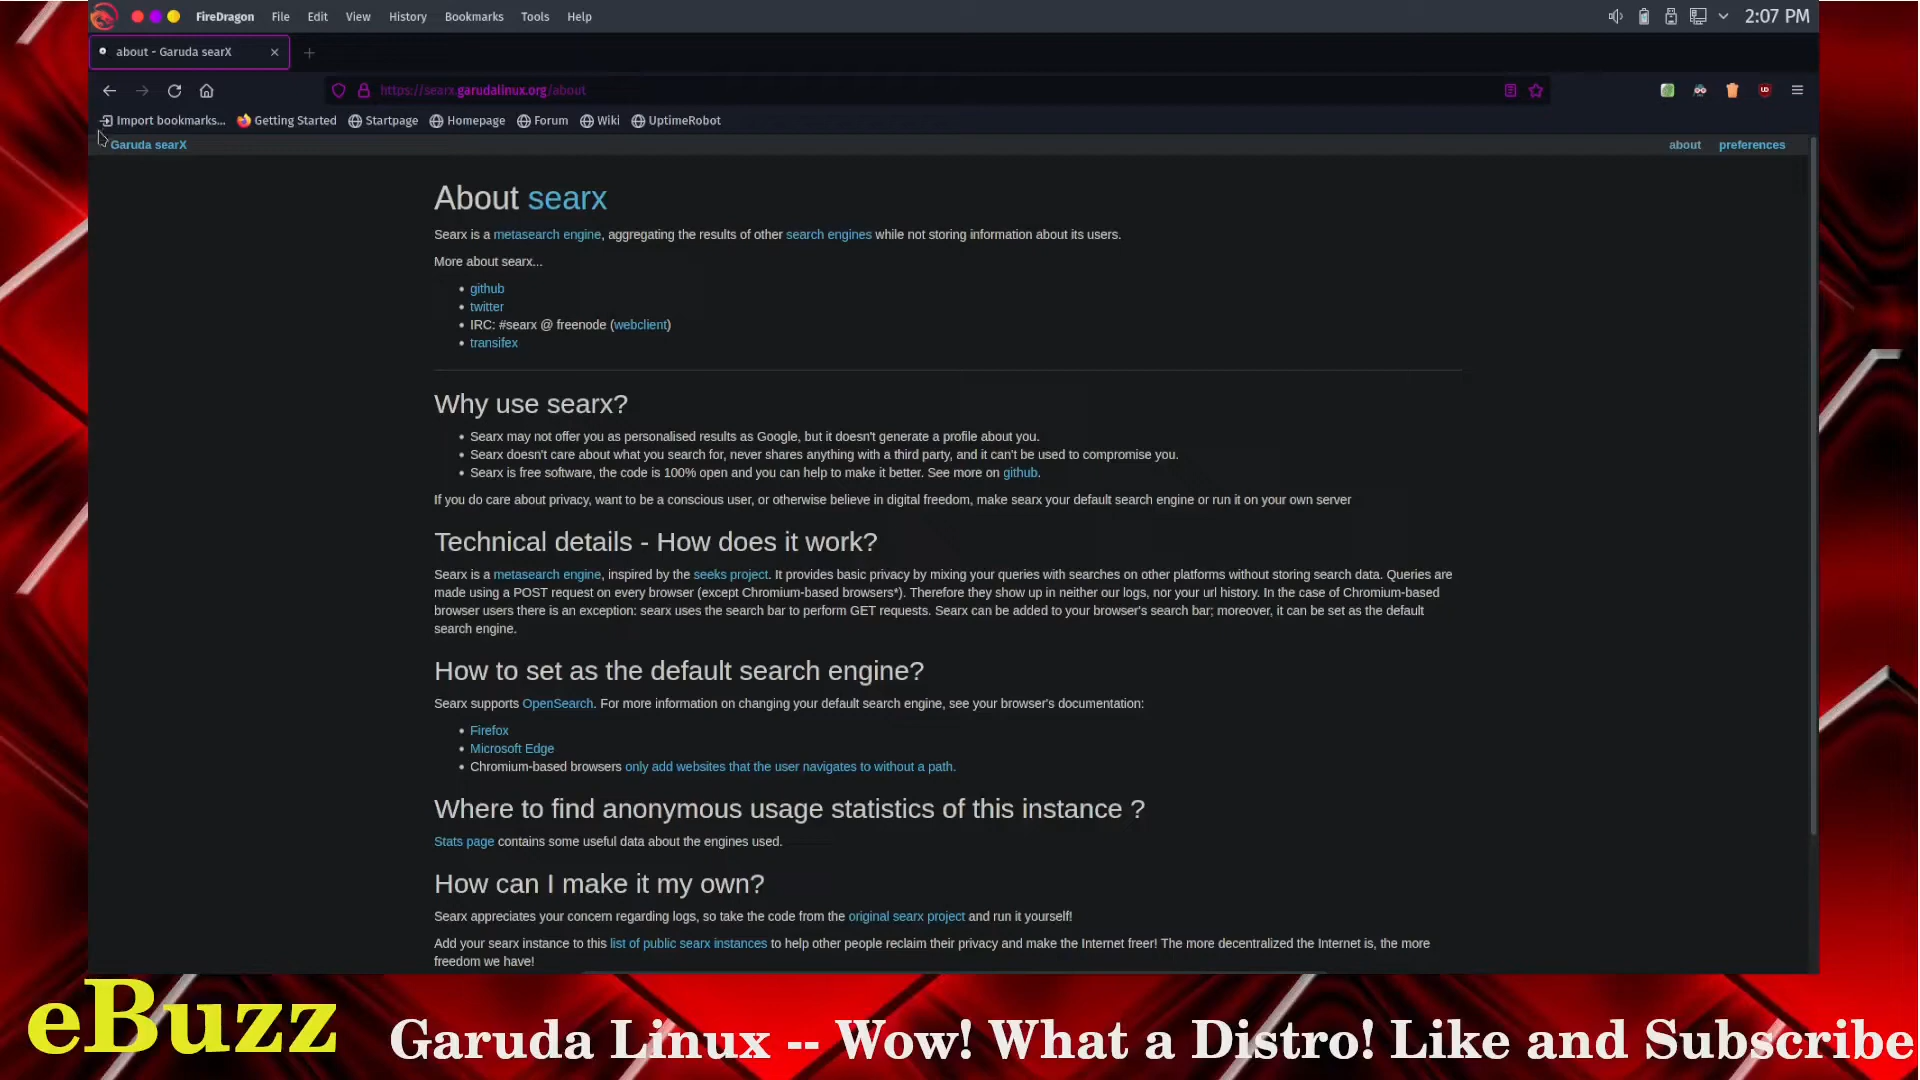 FireDragon File Edit View History Bookmarks Tools Help 2:07 PM
about - Garuda searX
https://searx.garudalinux.org/about
Import bookmarks... Getting Started Startpage Homepage Forum Wiki UptimeRobot
Garuda searX about preferences
About searx
Searx is a metasearch engine, aggregating the results of other search engines while not storing information about its users.
More about searx...
github
twitter
IRC: #searx @ freenode (webclient)
transifex
Why use searx?
Searx may not offer you as personalised results as Google, but it doesn't generate a profile about you.
Searx doesn't care about what you search for, never shares anything with a third party, and it can't be used to compromise you.
Searx is free software, the code is 100% open and you can help to make it better. See more on github.
If you do care about privacy, want to be a conscious user, or otherwise believe in digital freedom, make searx your default search engine or run it on your own server
Technical details - How does it work?
Searx is a metasearch engine, inspired by the seeks project. It provides basic privacy by mixing your queries with searches on other platforms without storing search data. Queries are
made using a POST request on every browser (except Chromium-based browsers*). Therefore they show up in neither our logs, nor your url history. In the case of Chromium-based
browser users there is an exception: searx uses the search bar to perform GET requests. Searx can be added to your browser's search bar; moreover, it can be set as the default
search engine.
How to set as the default search engine?
Searx supports OpenSearch. For more information on changing your default search engine, see your browser's documentation:
Firefox
Microsoft Edge
Chromium-based browsers only add websites that the user navigates to without a path.
Where to find anonymous usage statistics of this instance ?
Stats page contains some useful data about the engines used.
How can I make it my own?
Searx appreciates your concern regarding logs, so take the code from the original searx project and run it yourself!
Add your searx instance to this list of public searx instances to help other people reclaim their privacy and make the Internet freer! The more decentralized the Internet is, the more
freedom we have!
eBuzz
Garuda Linux -- Wow! What a Distro! Like and Subscribe